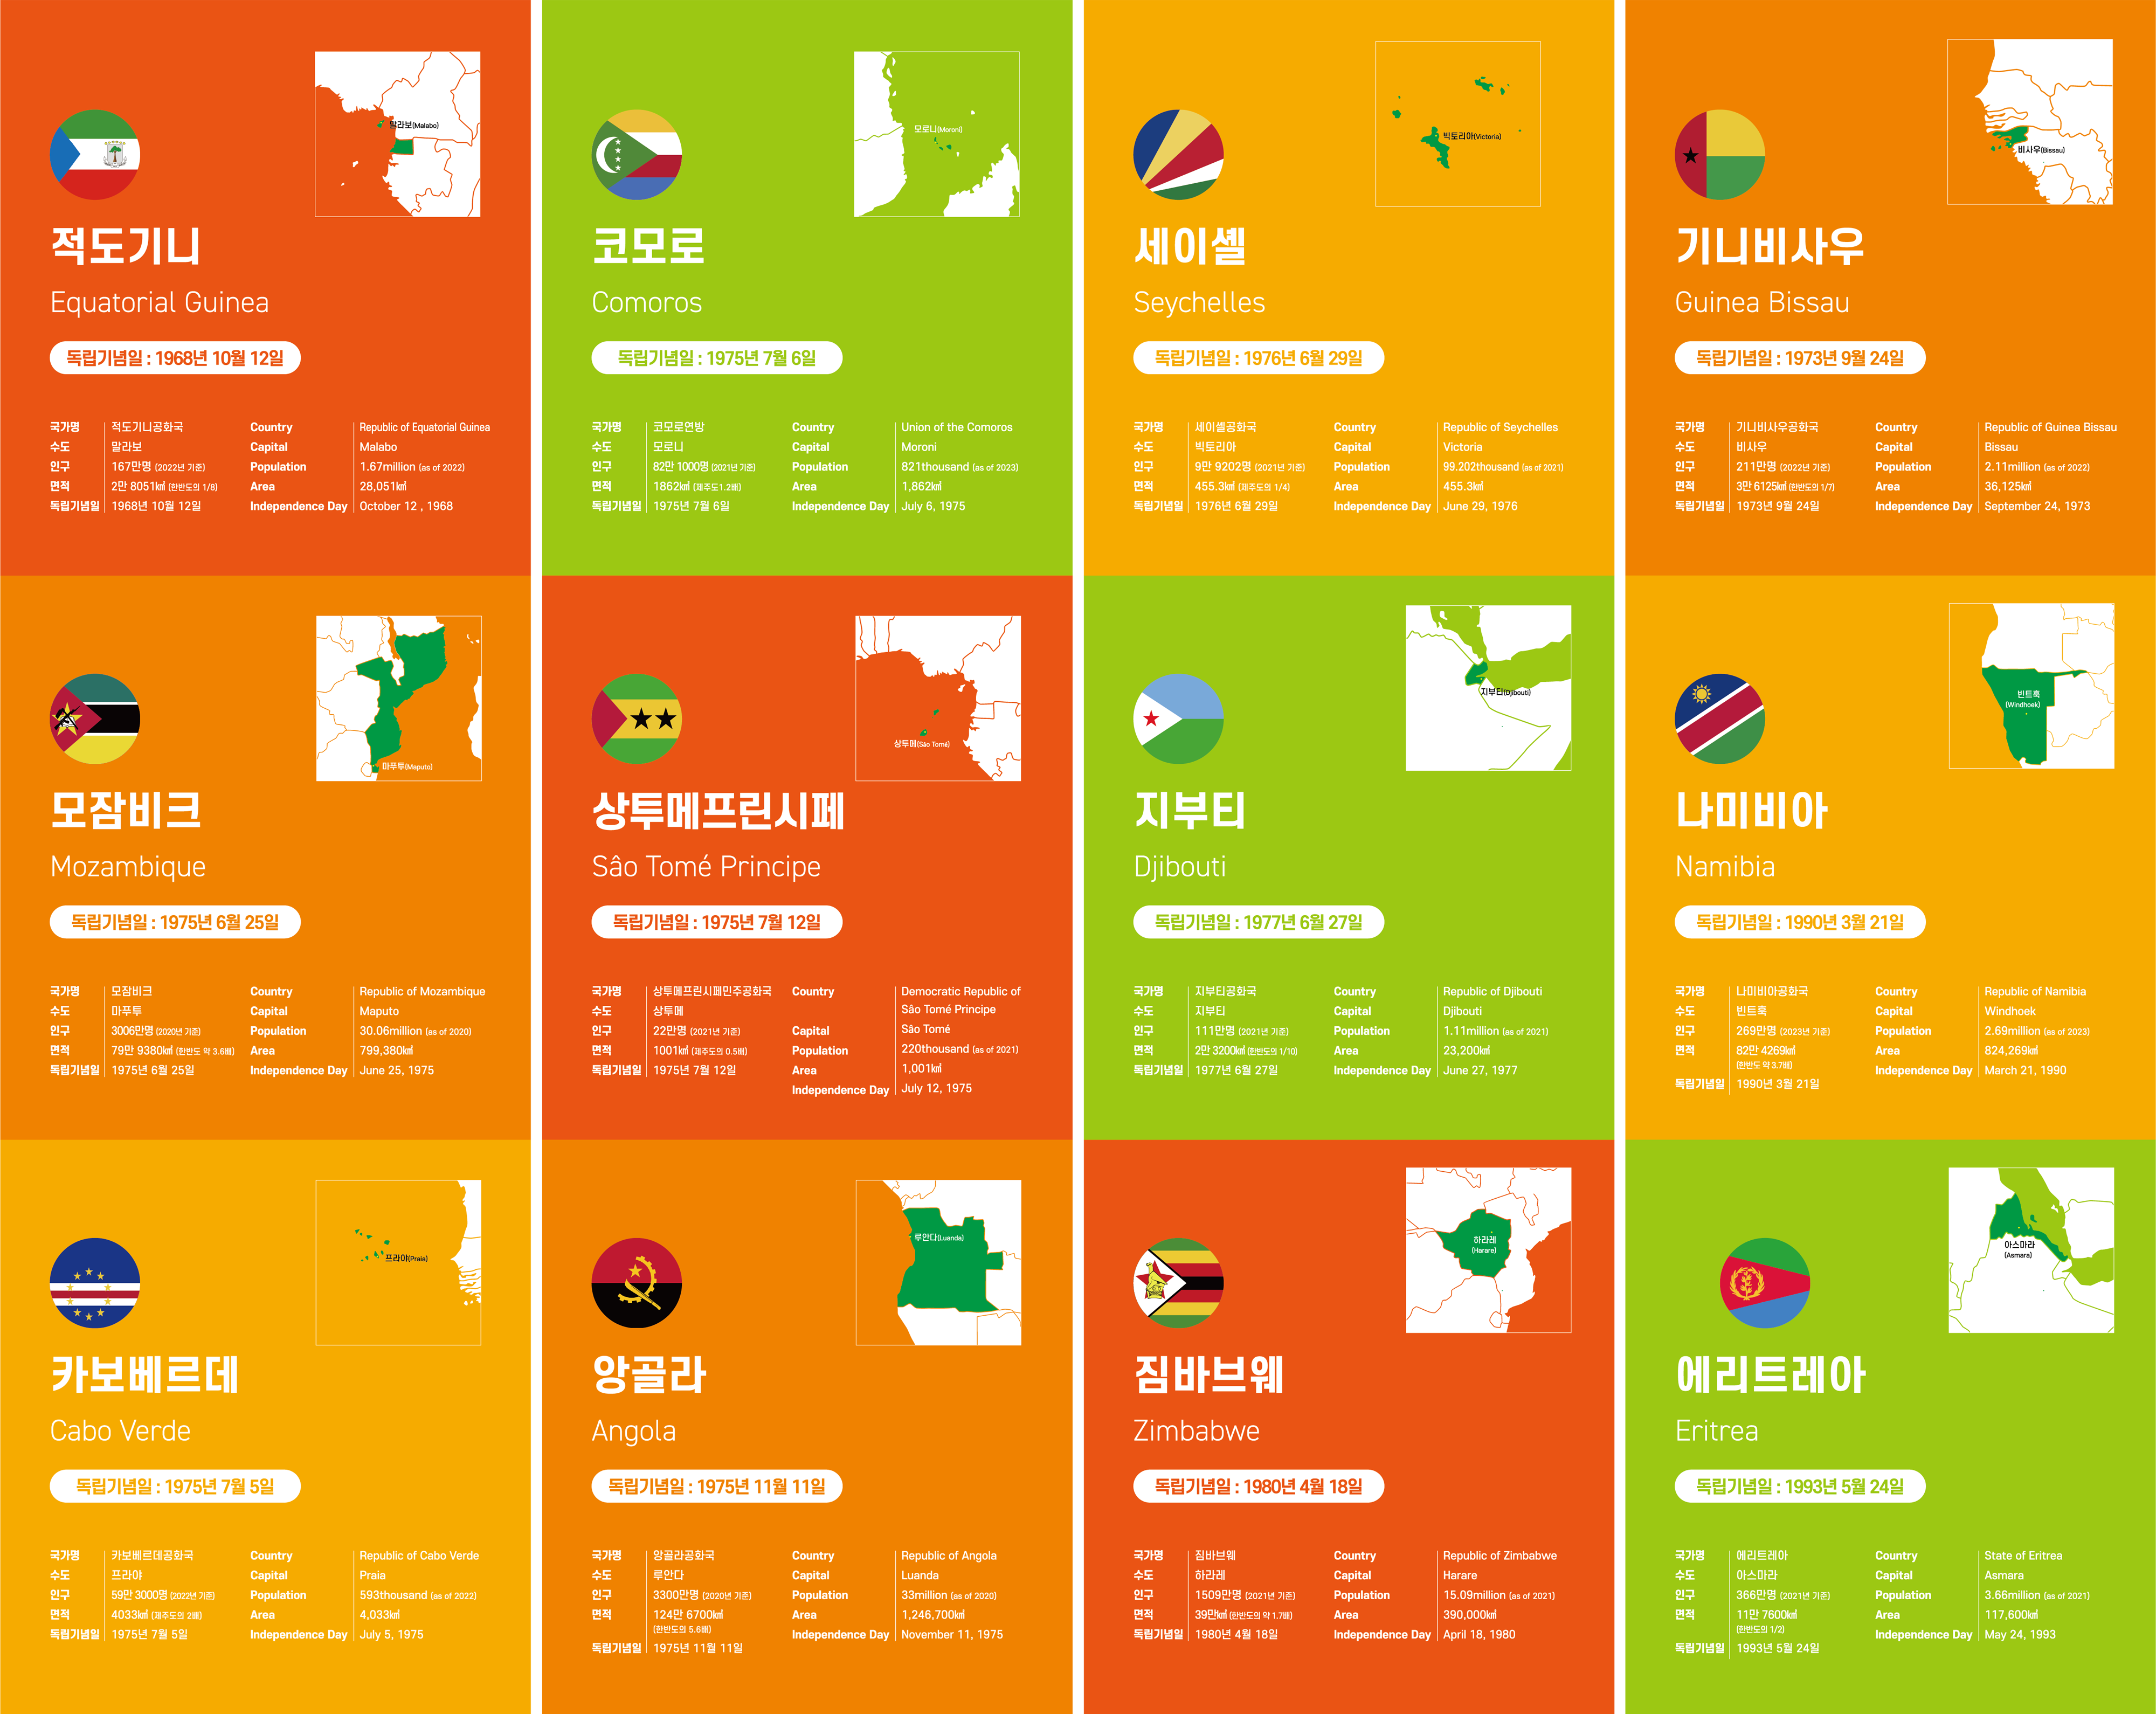 말라보(Malabo)
적도기니
Equatorial Guinea
독립기념일 : 1968년 10월 12일
국가명 적도기니공화국
수도 말라보
인구 167만명 (2022년 기준)
면적 2만 8051㎢ (한반도의 1/8)
독립기념일 1968년 10월 12일
Country Republic of Equatorial Guinea
Capital Malabo
Population 1.67million (as of 2022)
Area 28,051㎢
Independence Day October 12 , 1968
모로니(Moroni)
코모로
Comoros
독립기념일 : 1975년 7월 6일
국가명 코모로연방
수도 모로니
인구 82만 1000명 (2021년 기준)
면적 1862㎢ (제주도1.2배)
독립기념일 1975년 7월 6일
Country Union of the Comoros
Capital Moroni
Population 821thousand (as of 2023)
Area 1,862㎢
Independence Day July 6, 1975
빅토리아(Victoria)
세이셸
Seychelles
독립기념일 : 1976년 6월 29일
국가명 세이셸공화국
수도 빅토리아
인구 9만 9202명 (2021년 기준)
면적 455.3㎢ (제주도의 1/4)
독립기념일 1976년 6월 29일
Country Republic of Seychelles
Capital Victoria
Population 99.202thousand (as of 2021)
Area 455.3㎢
Independence Day June 29, 1976
비사우(Bissau)
기니비사우
Guinea Bissau
독립기념일 : 1973년 9월 24일
국가명 기니비사우공화국
수도 비사우
인구 211만명 (2022년 기준)
면적 3만 6125㎢ (한반도의 1/7)
독립기념일 1973년 9월 24일
Country Republic of Guinea Bissau
Capital Bissau
Population 2.11million (as of 2022)
Area 36,125㎢
Independence Day September 24, 1973
마푸투(Maputo)
모잠비크
Mozambique
독립기념일 : 1975년 6월 25일
국가명 모잠비크
수도 마푸투
인구 3006만명 (2020년 기준)
면적 79만 9380㎢ (한반도 약 3.6배)
독립기념일 1975년 6월 25일
Country Republic of Mozambique
Capital Maputo
Population 30.06million (as of 2020)
Area 799,380㎢
Independence Day June 25, 1975
상투메(São Tomé)
상투메프린시페
Sâo Tomé Principe
독립기념일 : 1975년 7월 12일
국가명 상투메프린시페민주공화국
수도 상투메
인구 22만명 (2021년 기준)
면적 1001㎢ (제주도의 0.5배)
독립기념일 1975년 7월 12일
Country Democratic Republic of
Sâo Tomé Principe
Capital Sâo Tomé
Population 220thousand (as of 2021)
Area 1,001㎢
Independence Day July 12, 1975
지부티(Djibouti)
지부티
Djibouti
독립기념일 : 1977년 6월 27일
국가명 지부티공화국
수도 지부티
인구 111만명 (2021년 기준)
면적 2만 3200㎢ (한반도의 1/10)
독립기념일 1977년 6월 27일
Country Republic of Djibouti
Capital Djibouti
Population 1.11million (as of 2021)
Area 23,200㎢
Independence Day June 27, 1977
빈트훅
(Windhoek)
나미비아
Namibia
독립기념일 : 1990년 3월 21일
국가명 나미비아공화국
수도 빈트훅
인구 269만명 (2023년 기준)
면적 82만 4269㎢
(한반도 약 3.7배)
독립기념일 1990년 3월 21일
Country Republic of Namibia
Capital Windhoek
Population 2.69million (as of 2023)
Area 824,269㎢
Independence Day March 21, 1990
프라야(Praia)
카보베르데
Cabo Verde
독립기념일 : 1975년 7월 5일
국가명 카보베르데공화국
수도 프라야
인구 59만 3000명 (2022년 기준)
면적 4033㎢ (제주도의 2배)
독립기념일 1975년 7월 5일
Country Republic of Cabo Verde
Capital Praia
Population 593thousand (as of 2022)
Area 4,033㎢
Independence Day July 5, 1975
루안다(Luanda)
앙골라
Angola
독립기념일 : 1975년 11월 11일
국가명 앙골라공화국
수도 루안다
인구 3300만명 (2020년 기준)
면적 124만 6700㎢
(한반도의 5.6배)
독립기념일 1975년 11월 11일
Country Republic of Angola
Capital Luanda
Population 33million (as of 2020)
Area 1,246,700㎢
Independence Day November 11, 1975
하라레
(Harare)
짐바브웨
Zimbabwe
독립기념일 : 1980년 4월 18일
국가명 짐바브웨
수도 하라레
인구 1509만명 (2021년 기준)
면적 39만㎢ (한반도의 약 1.7배)
독립기념일 1980년 4월 18일
Country Republic of Zimbabwe
Capital Harare
Population 15.09million (as of 2021)
Area 390,000㎢
Independence Day April 18, 1980
아스마라
(Asmara)
에리트레아
Eritrea
독립기념일 : 1993년 5월 24일
국가명 에리트레아
수도 아스마라
인구 366만명 (2021년 기준)
면적 11만 7600㎢
(한반도의 1/2)
독립기념일 1993년 5월 24일
Country State of Eritrea
Capital Asmara
Population 3.66million (as of 2021)
Area 117,600㎢
Independence Day May 24, 1993